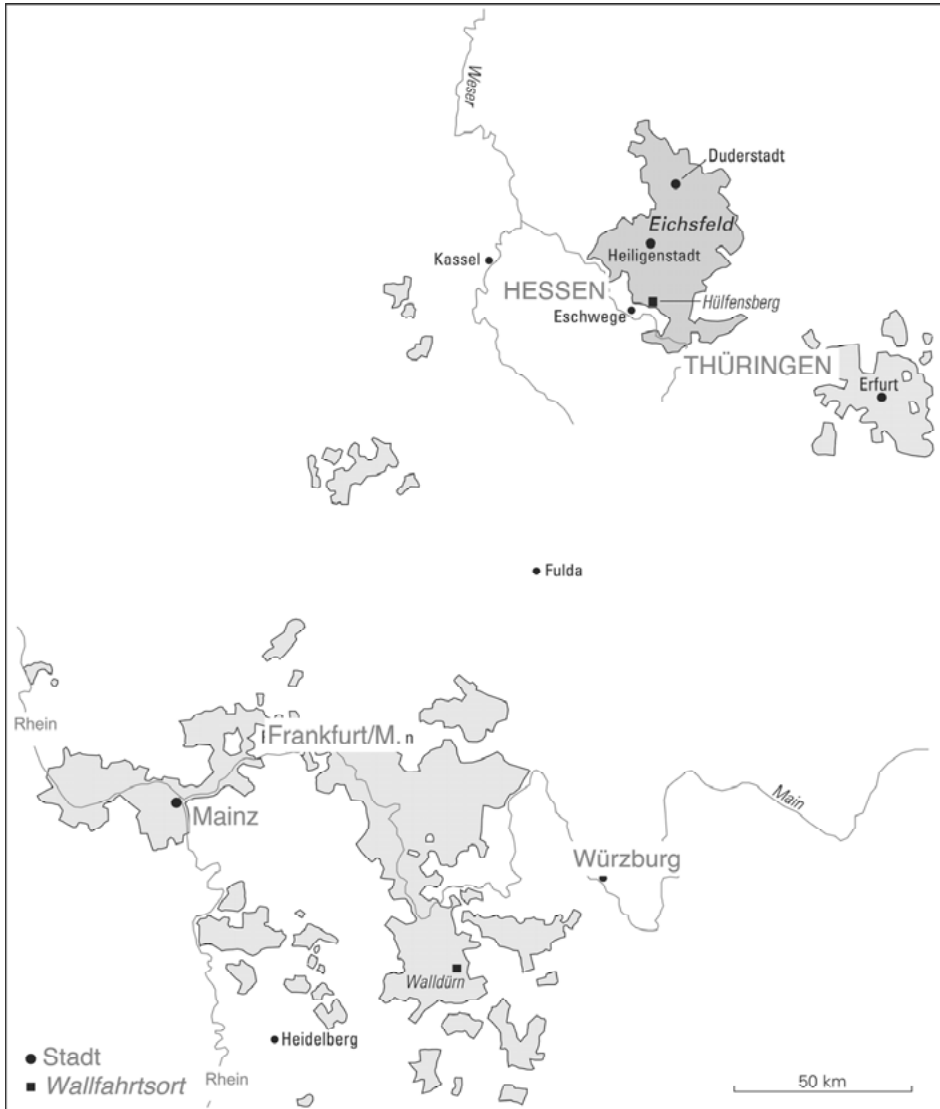 Weser
Duderstadt
Eichsfeld
Heiligenstadt
Kassel
HESSEN
Hülfensberg
Eschwege
THÜRINGEN
Erfurt
Fulda
Rhein
Frankfurt/M.
n
Mainz
Main
Würzburg
Walldürn
Heidelberg
Stadt
Wallfahrtsort
Rhein
50 km